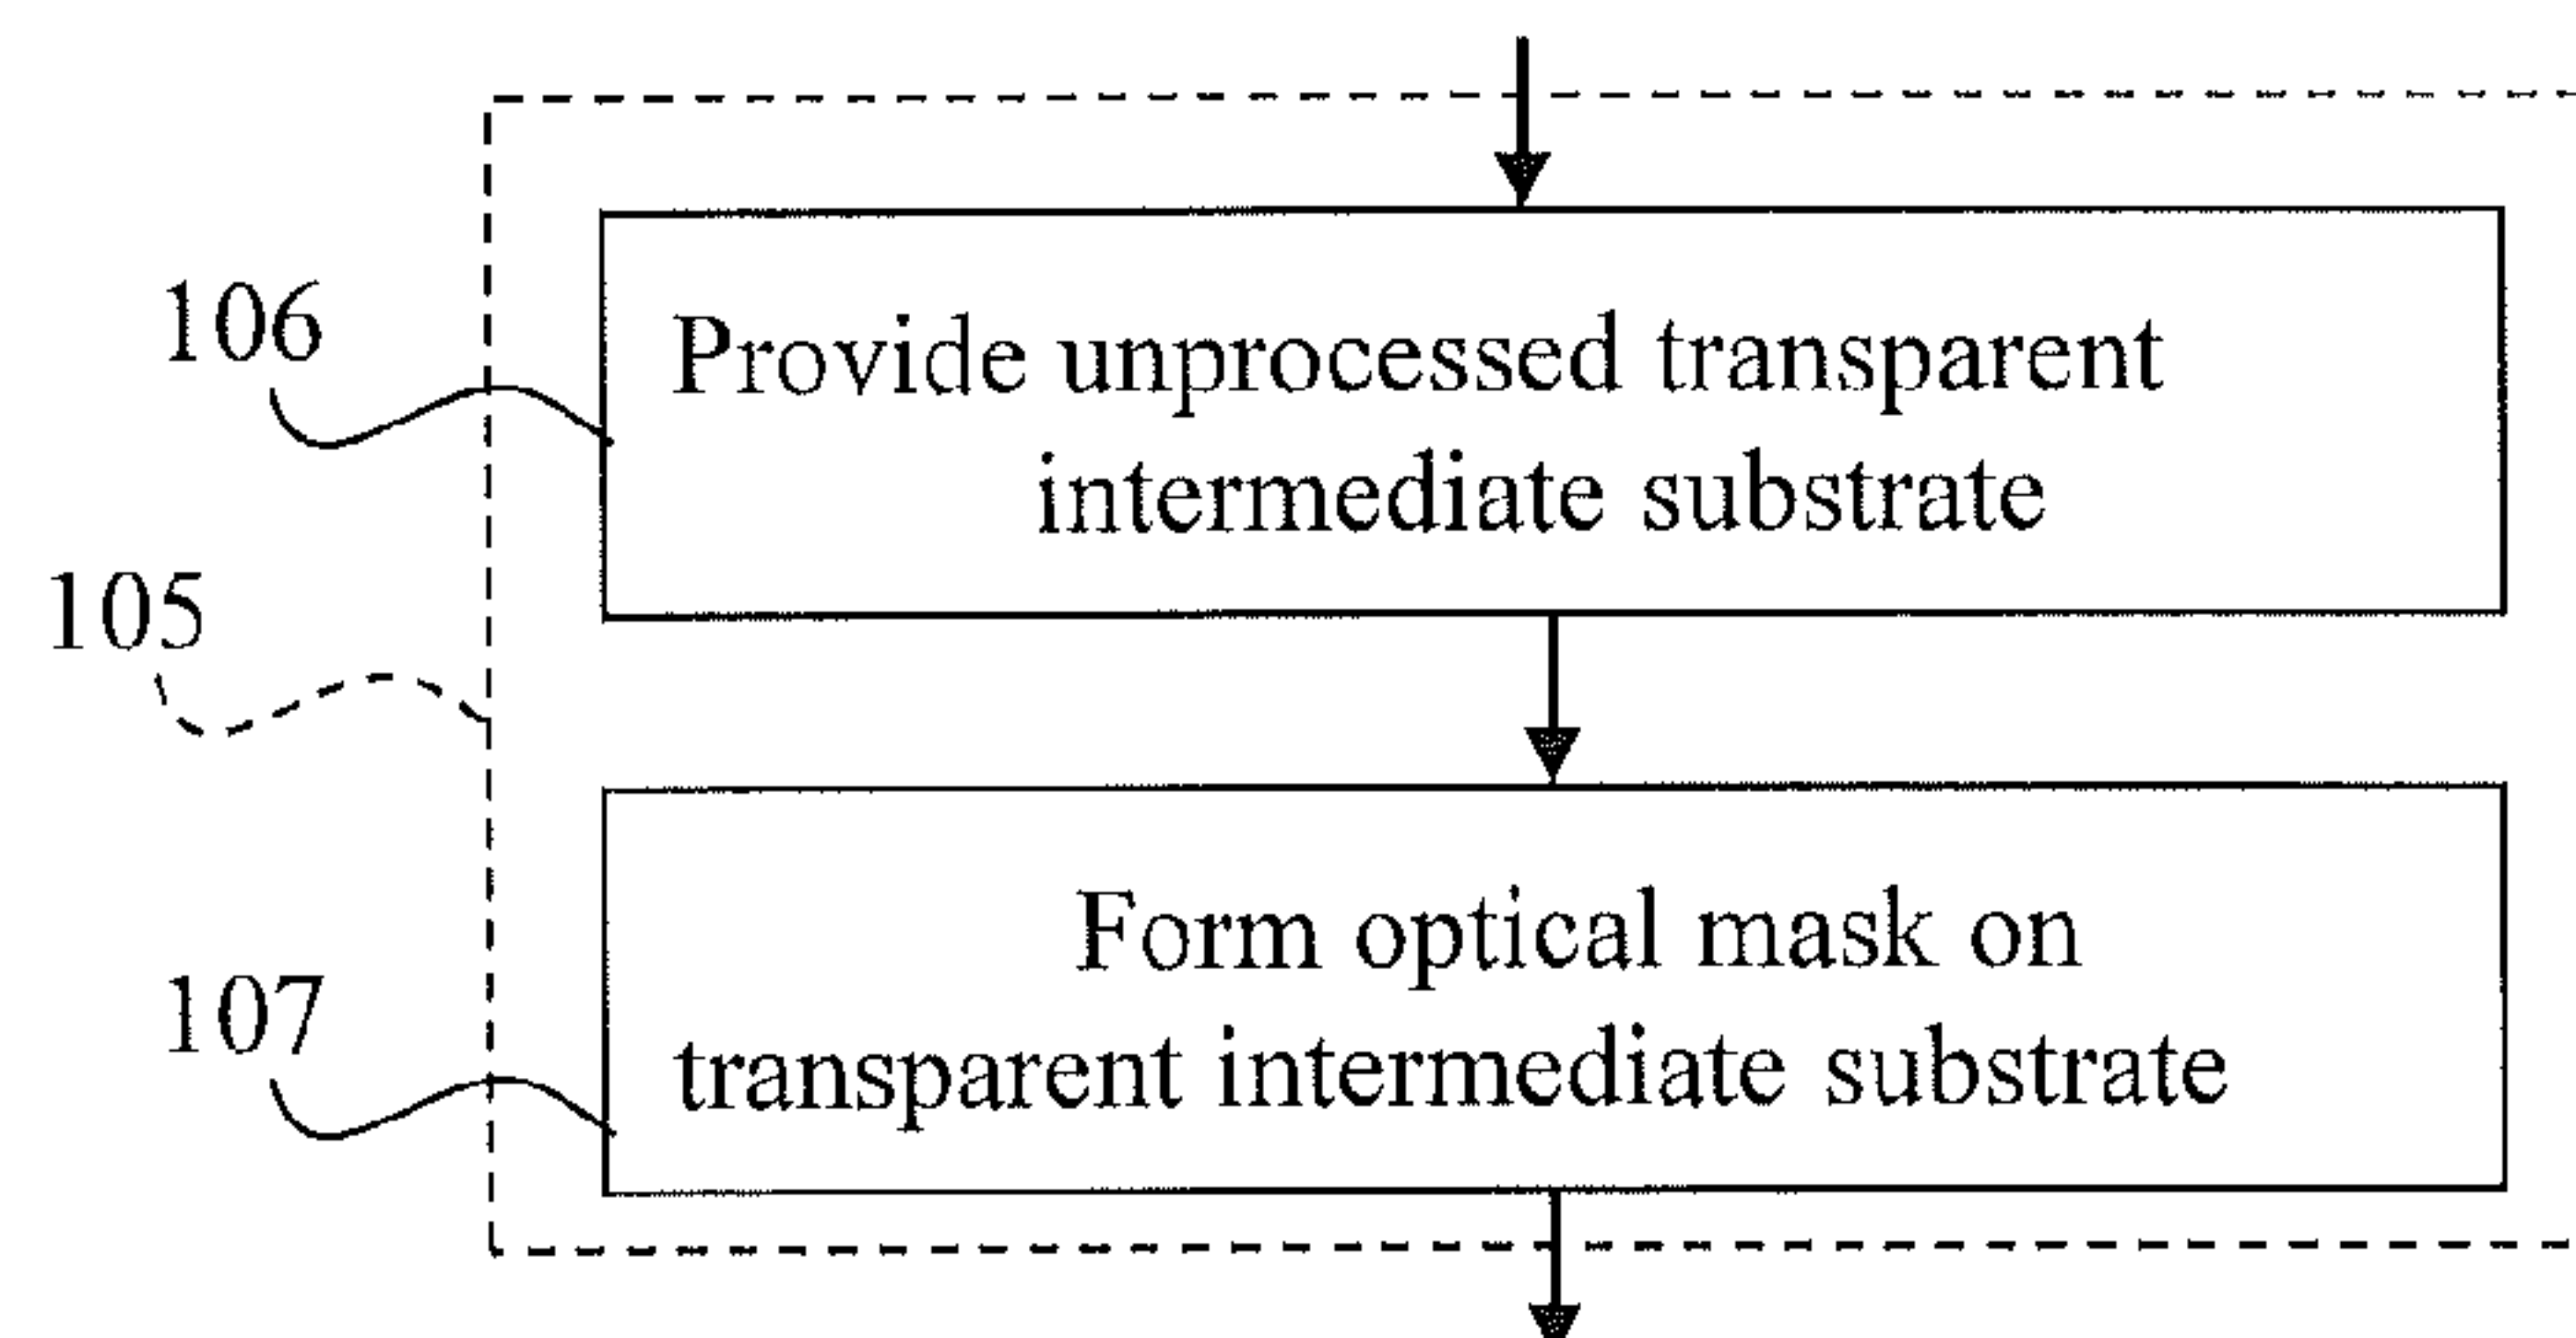 106
Provide unprocessed transparent
intermediate substrate
105
107
Form optical mask on
transparent intermediate substrate